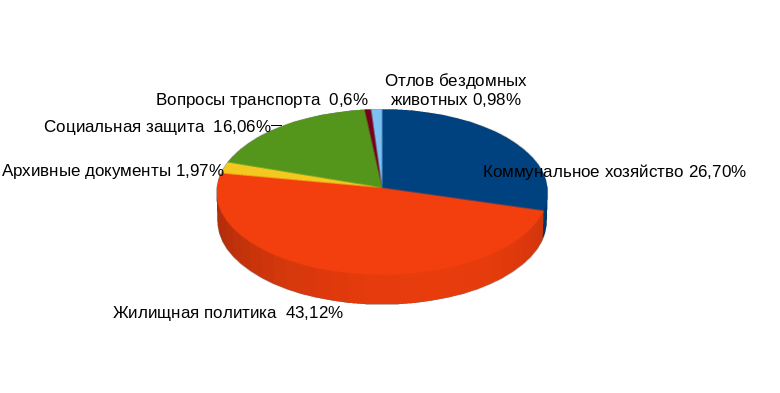 Отлов бездомных
животных 0,98%
Вопросы транспорта 0,6%
Социальная защита 16,06%
Архивные документы 1,97%
Коммунальное хозяйство 26,70%
Жилищная политика 43,12%